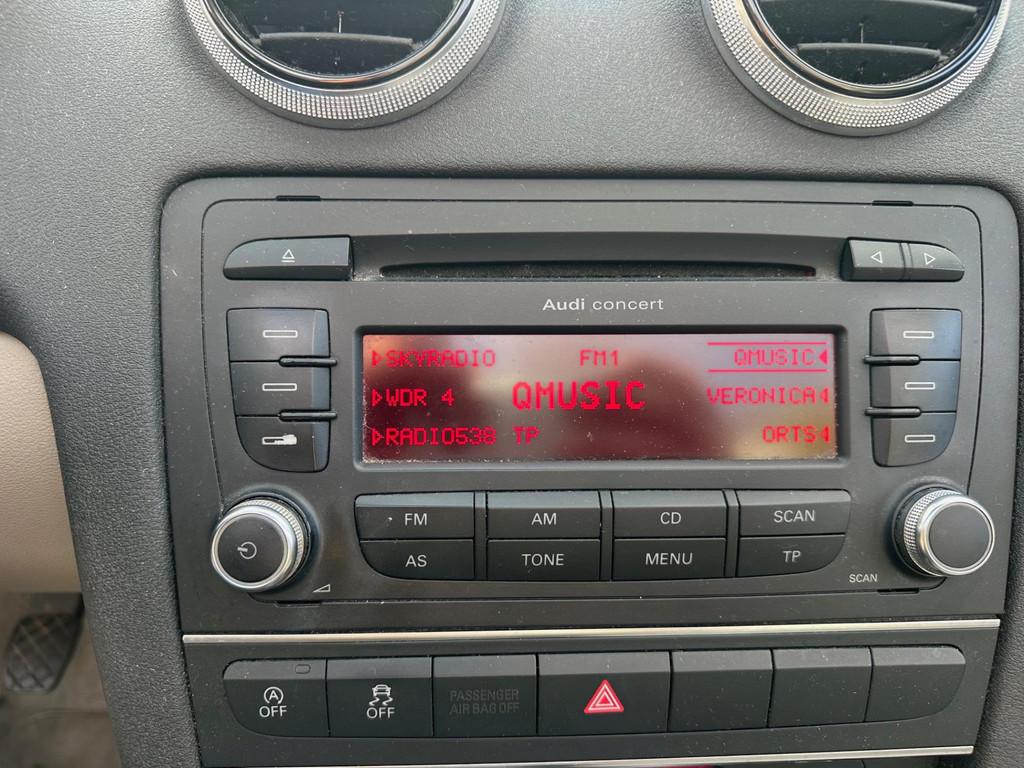 Audi concert
SKYRADIO FM1 QMUSIC
WDR 4 QMUSIC VERONICA
RADIO538 TP ORTS
FM AM CD SCAN
AS TONE MENU TP
SCAN
A
OFF OFF PASSENGER
AIR BAG OFF